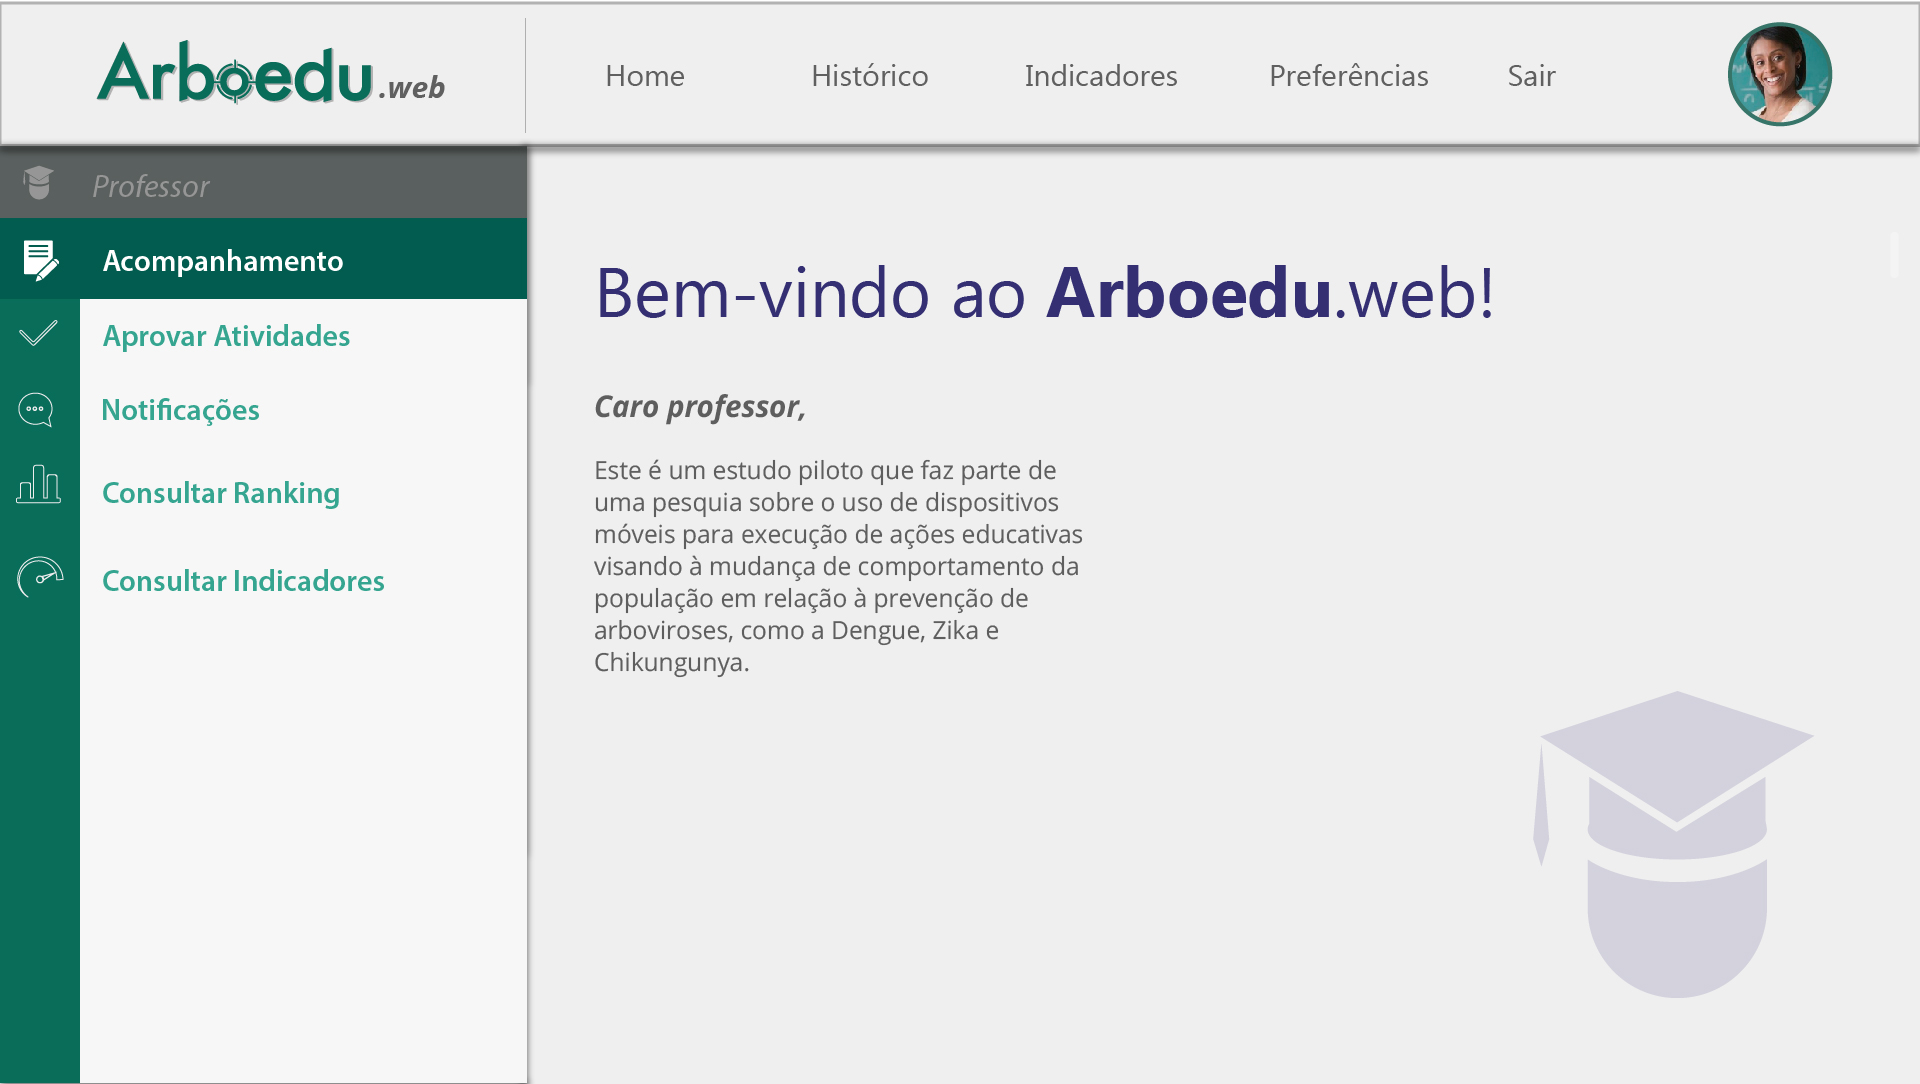 Arboedu.web
Home
Histórico
Indicadores
Preferências
Sair
Professor
Acompanhamento
Aprovar Atividades
Notificações
Consultar Ranking
Consultar Indicadores
Bem-vindo ao Arboedu.web!
Caro professor,
Este é um estudo piloto que faz parte de
uma pesquia sobre o uso de dispositivos
móveis para execução de ações educativas
visando à mudança de comportamento da
população em relação à prevenção de
arboviroses, como a Dengue, Zika e
Chikungunya.